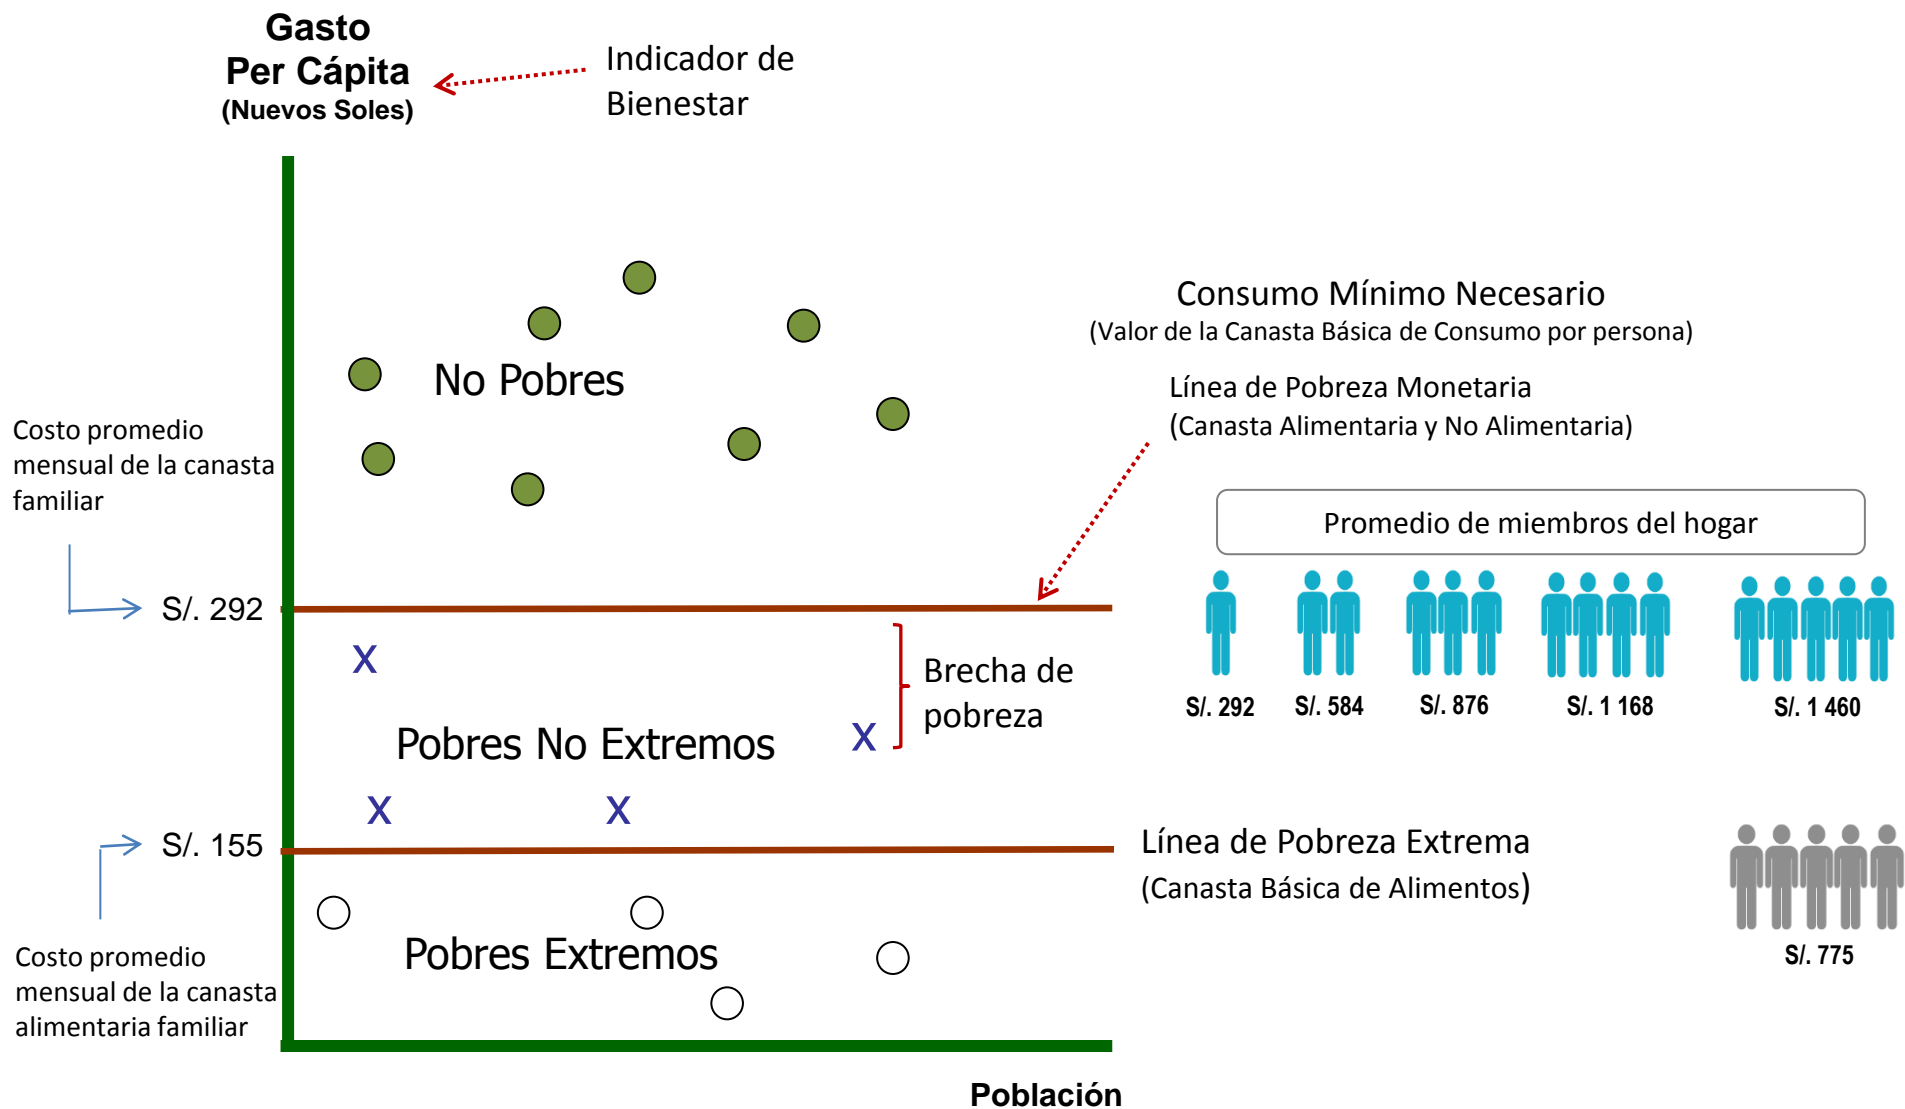 Gasto
Per Cápita
(Nuevos Soles)
Indicador de
Bienestar
Consumo Mínimo Necesario
(Valor de la Canasta Básica de Consumo por persona)
No Pobres
Línea de Pobreza Monetaria
(Canasta Alimentaria y No Alimentaria)
Costo promedio
mensual de la canasta
familiar
Promedio de miembros del hogar
S/. 292
X
Brecha de
pobreza
S/. 292
S/. 584
S/. 876
S/. 1 168
S/. 1 460
Pobres No Extremos
X
X
X
S/. 155
Línea de Pobreza Extrema
(Canasta Básica de Alimentos)
Pobres Extremos
S/. 775
Costo promedio
mensual de la canasta
alimentaria familiar
Población